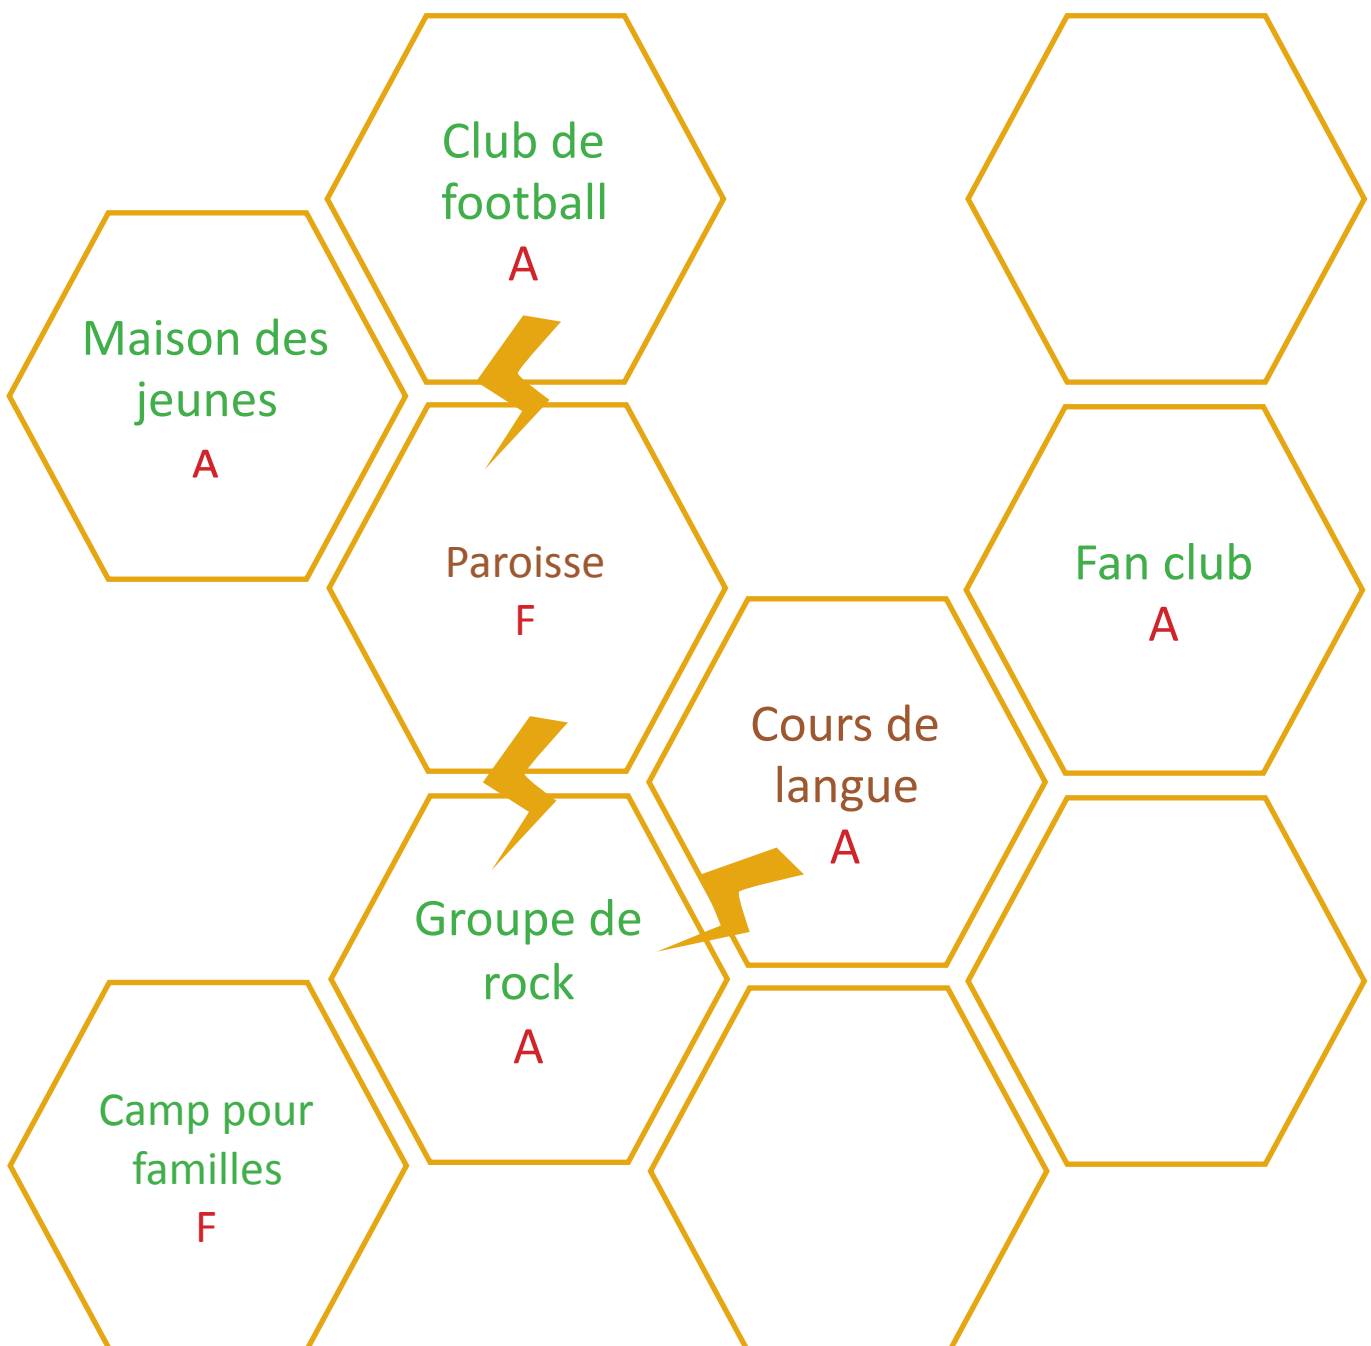 Club de
football
A
Maison des
jeunes
A
Paroisse
F
Fan club
A
Cours de
langue
A
Groupe de
rock
A
Camp pour
familles
F